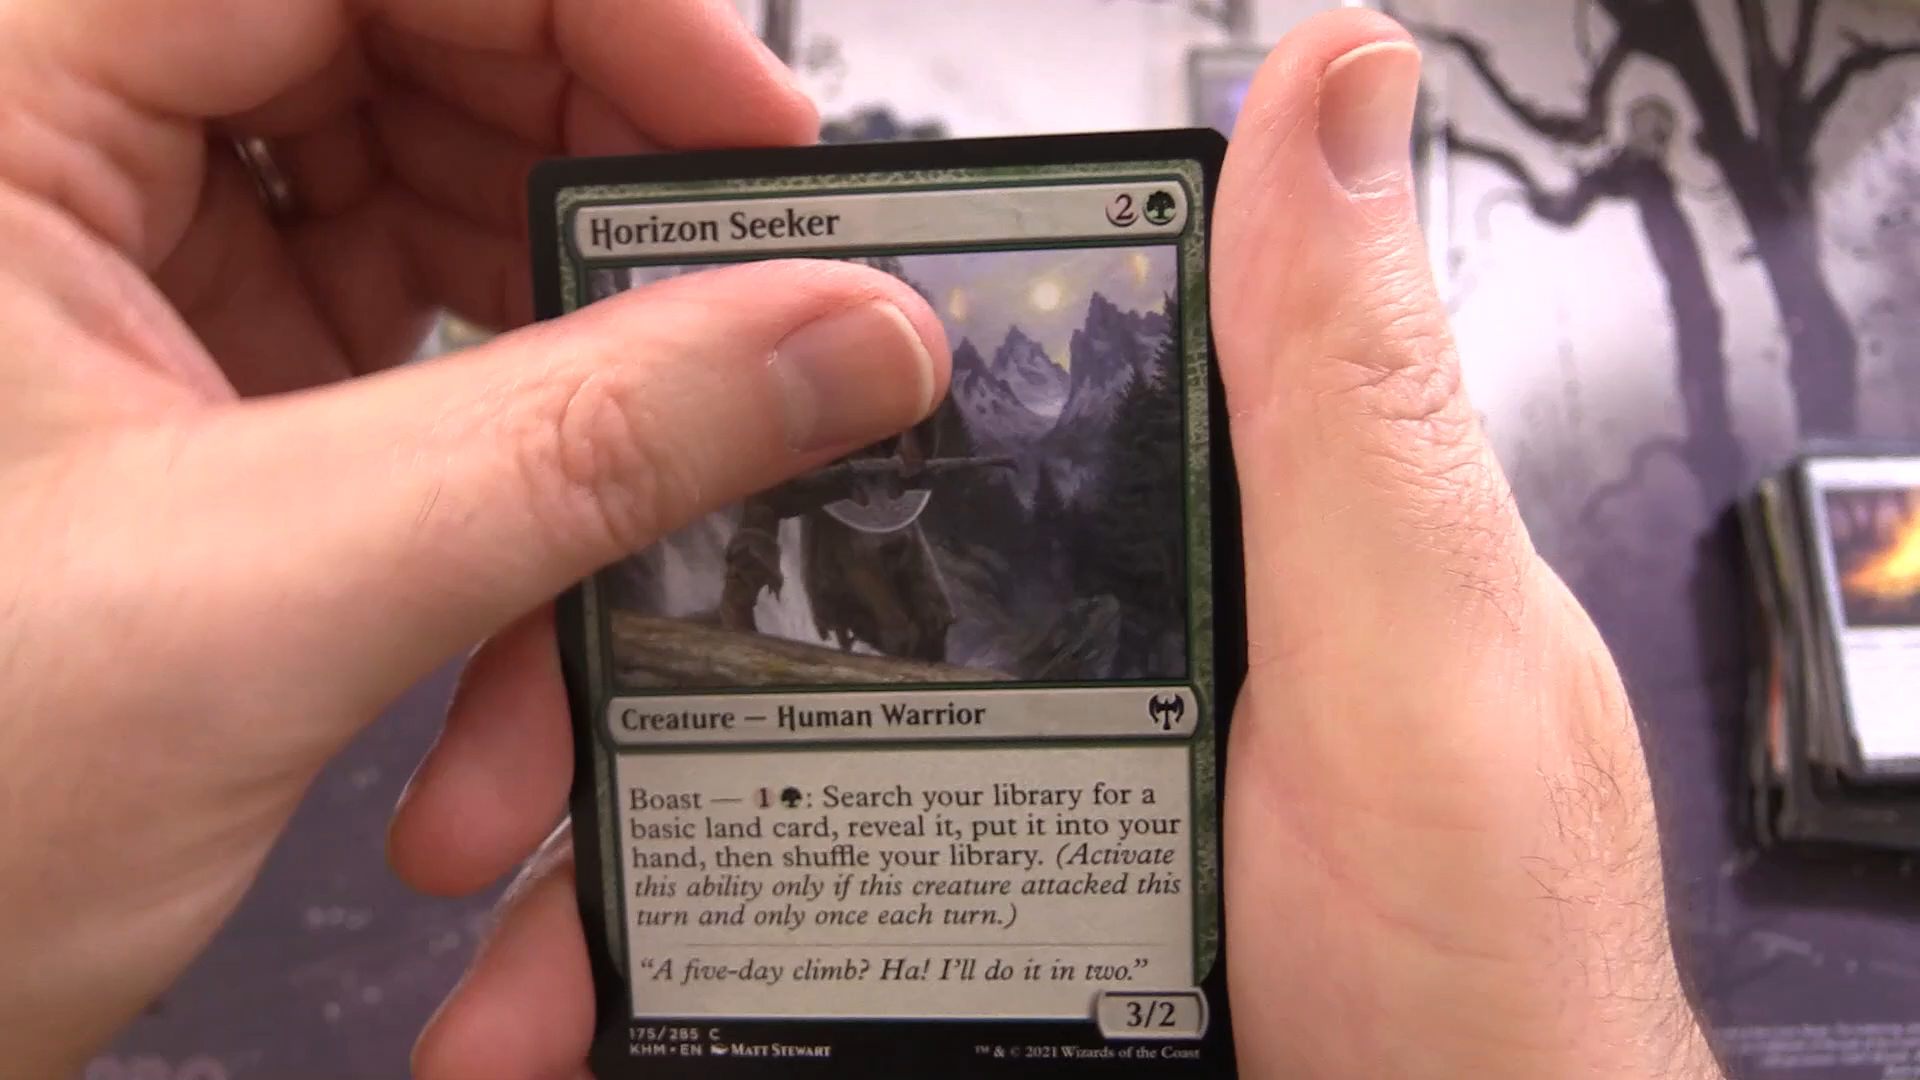 Horizon Seeker 2
Creature — Human Warrior
Boast — 1 : Search your library for a
basic land card, reveal it, put it into your
hand, then shuffle your library. (Activate
this ability only if this creature attacked this
turn and only once each turn.)
“A five-day climb? Ha! I’ll do it in two.”
3/2
175/285 C
KHM • EN MATT STEWART
™ & © 2021 Wizards of the Coast